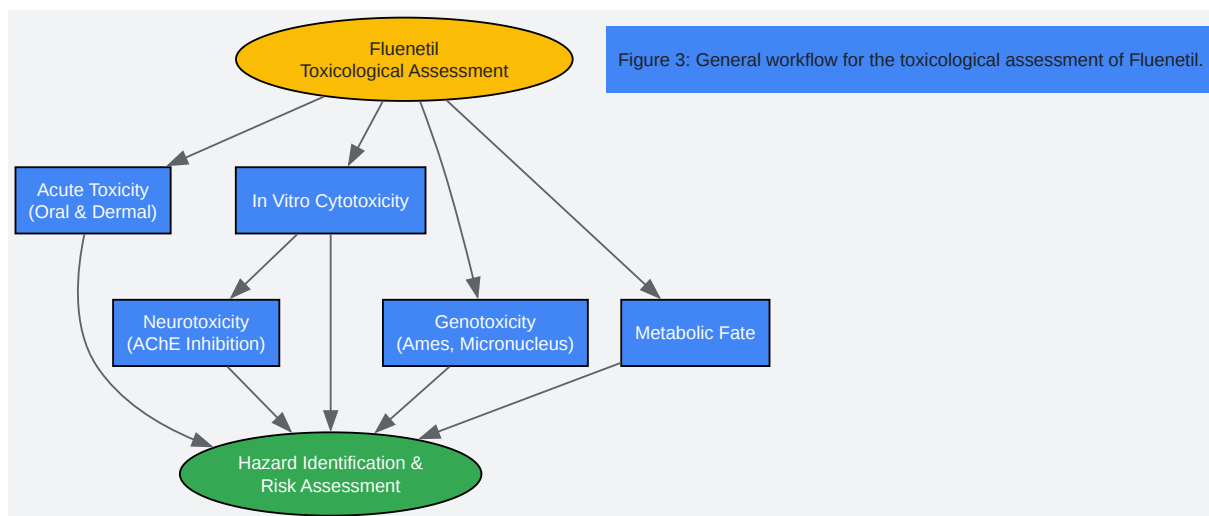 Fluenetil
Toxicological Assessment
Figure 3: General workflow for the toxicological assessment of Fluenetil.
Acute Toxicity
(Oral & Dermal)
In Vitro Cytotoxicity
Neurotoxicity
(AChE Inhibition)
Genotoxicity
(Ames, Micronucleus)
Metabolic Fate
Hazard Identification &
Risk Assessment